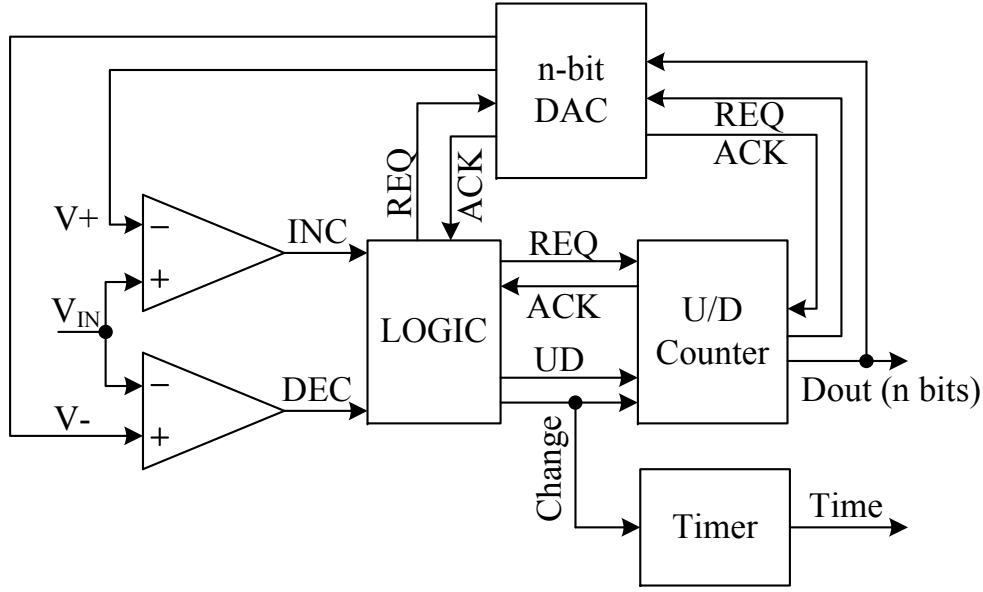 n-bit
DAC
REQ
ACK
REQ
ACK
V+
−
+
INC
V_IN
LOGIC
REQ
ACK
U/D
Counter
UD
−
+
DEC
V-
Dout (n bits)
Change
Timer
Time